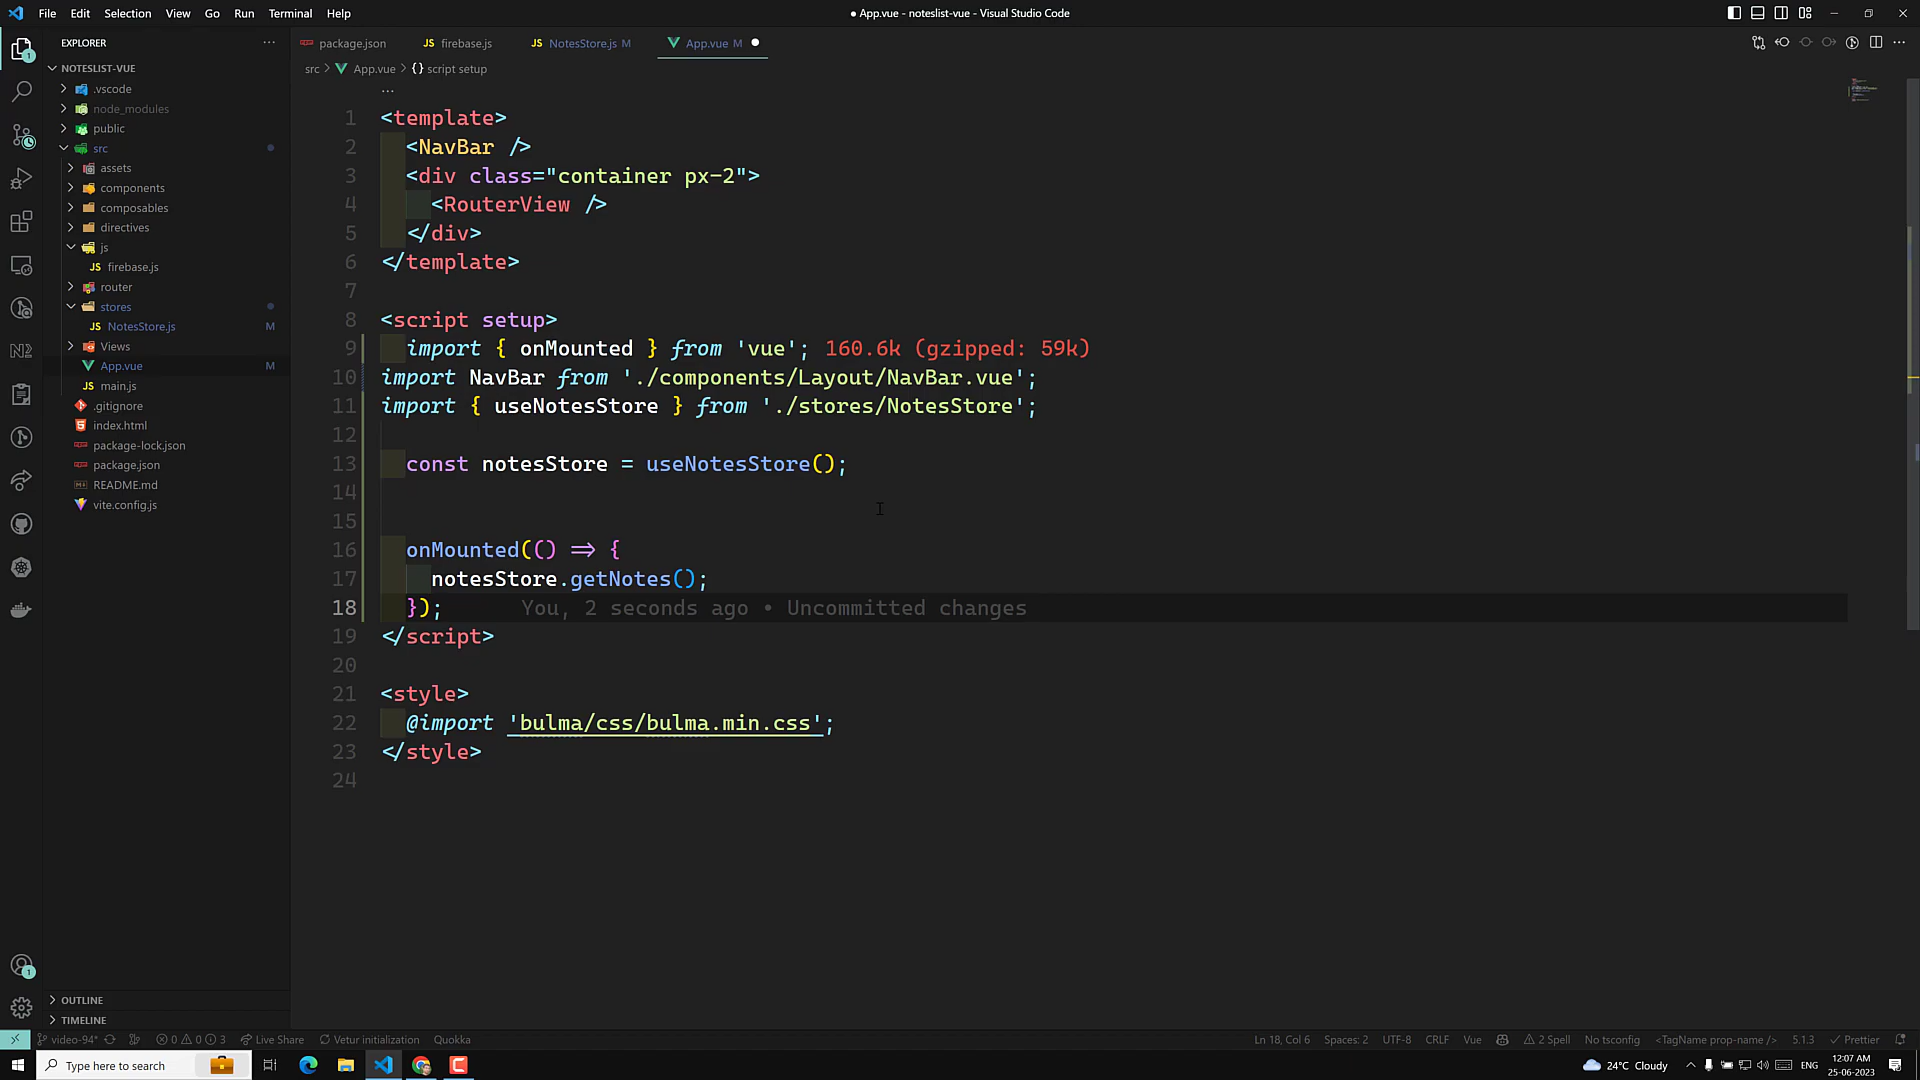 File Edit Selection View Go Run Terminal Help
● App.vue - noteslist-vue - Visual Studio Code
EXPLORER
NOTESLIST-VUE
.vscode
node_modules
public
src
assets
components
composables
directives
js
JS firebase.js
router
stores
JS NotesStore.js M
Views
App.vue M
JS main.js
.gitignore
index.html
package-lock.json
package.json
README.md
vite.config.js
OUTLINE
TIMELINE
package.json
JS firebase.js
JS NotesStore.js M
App.vue M
src > App.vue > {} script setup
...
1 <template>
2 <NavBar />
3 <div class="container px-2">
4 <RouterView />
5 </div>
6 </template>
7
8 <script setup>
9 import { onMounted } from 'vue'; 160.6k (gzipped: 59k)
10 import NavBar from './components/Layout/NavBar.vue';
11 import { useNotesStore } from './stores/NotesStore';
12
13 const notesStore = useNotesStore();
14
15
16 onMounted(() => {
17 notesStore.getNotes();
18 }); You, 2 seconds ago • Uncommitted changes
19 </script>
20
21 <style>
22 @import 'bulma/css/bulma.min.css';
23 </style>
24
video-94* 0 0 3 Live Share Vetur initialization Quokka
Ln 18, Col 6 Spaces: 2 UTF-8 CRLF Vue 2 Spell No tsconfig <TagName prop-name /> 5.1.3 Prettier
Type here to search
24°C Cloudy
ENG
12:07 AM
25-06-2023